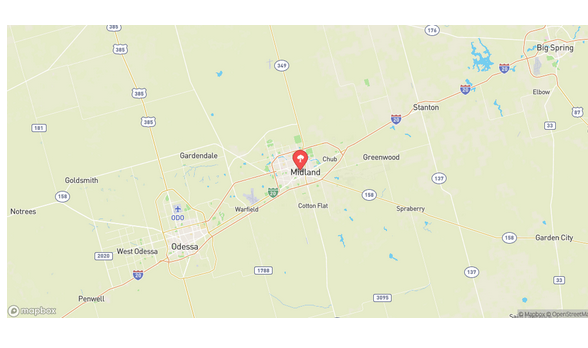 385
176
Big Spring
385
349
20
20
385
Stanton
Elbow
87
181
20
33
Gardendale
Chub
Greenwood
Midland
Goldsmith
137
158
20
158
Notrees
Warfield
Cotton Flat
Spraberry
ODO
158
Garden City
Odessa
West Odessa
2020
1788
137
20
33
Penwell
3095
mapbox
© Mapbox © OpenStreetM